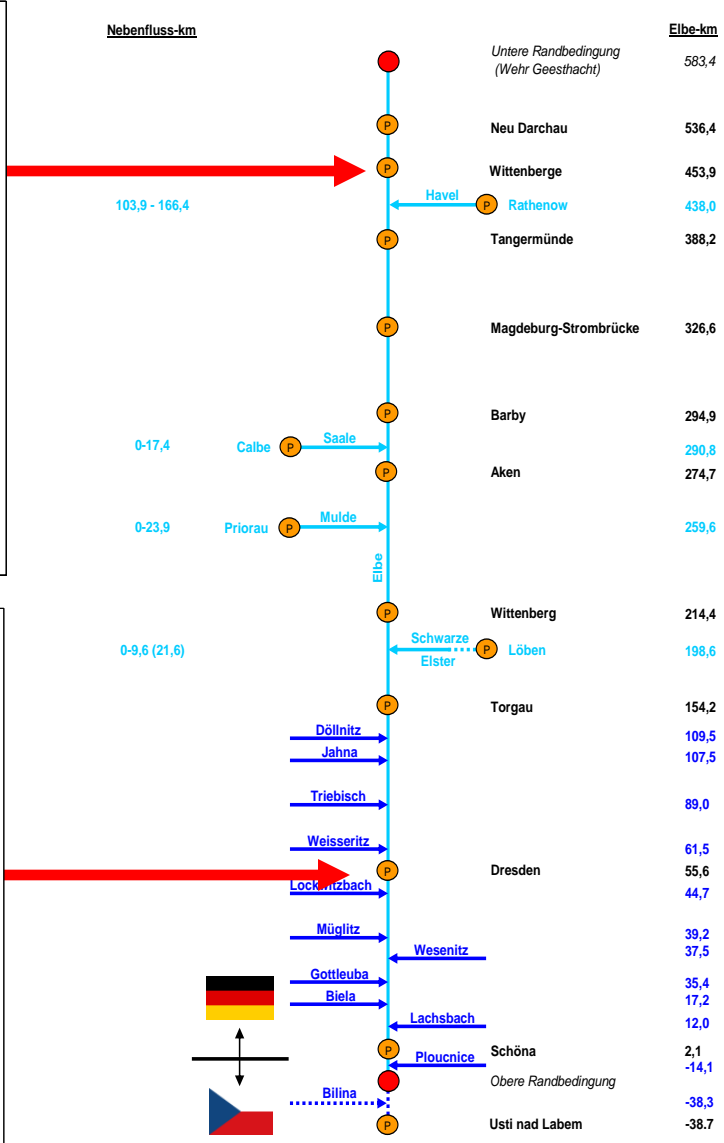 Nebenfluss-km Elbe-km
Untere Randbedingung
(Wehr Geesthacht) 583,4
P Neu Darchau 536,4
P Wittenberge 453,9
103,9 - 166,4 Havel P Rathenow 438,0
P Tangermünde 388,2
P Magdeburg-Strombrücke 326,6
P Barby 294,9
0-17,4 Calbe P Saale 290,8
P Aken 274,7
0-23,9 Priorau P Mulde 259,6
Elbe
P Wittenberg 214,4
0-9,6 (21,6) Schwarze Elster P Löben 198,6
P Torgau 154,2
Döllnitz 109,5
Jahna 107,5
Triebisch 89,0
Weisseritz 61,5
P Dresden 55,6
Lockwitzbach 44,7
Müglitz 39,2
Wesenitz 37,5
Gottleuba 35,4
Biela 17,2
Lachsbach 12,0
P Schöna 2,1
Ploucnice -14,1
Obere Randbedingung
Bilina -38,3
P Usti nad Labem -38.7